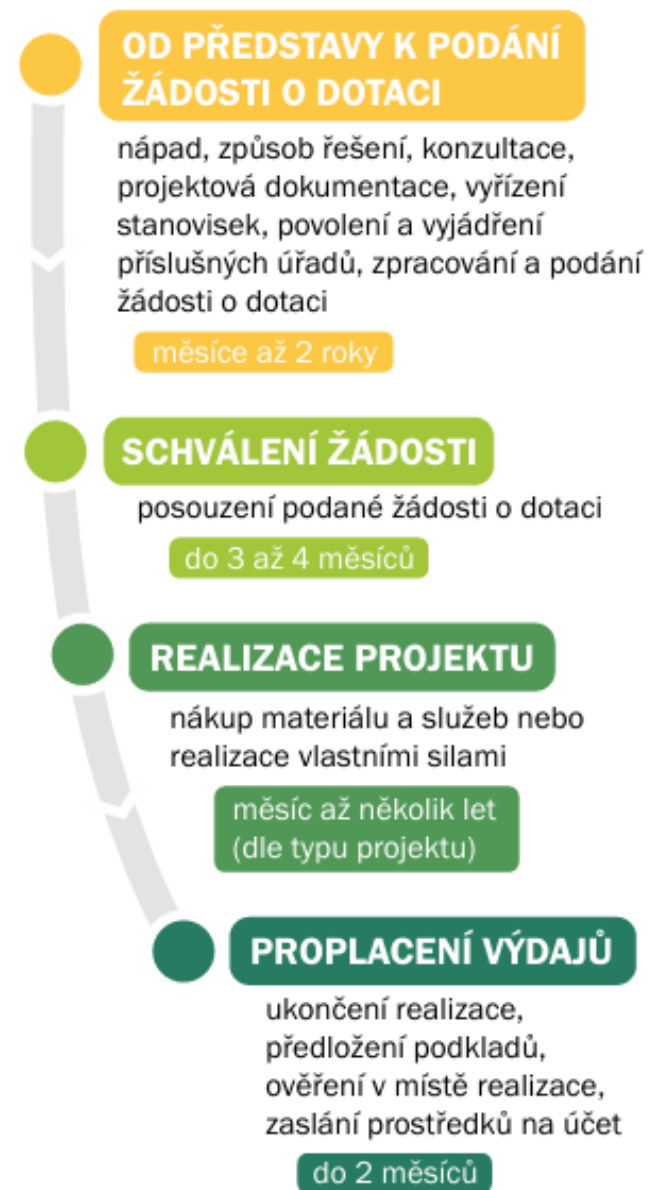 OD PŘEDSTAVY K PODÁNÍ
ŽÁDOSTI O DOTACI
nápad, způsob řešení, konzultace,
projektová dokumentace, vyřízení
stanovisek, povolení a vyjádření
příslušných úřadů, zpracování a podání
žádosti o dotaci
měsíce až 2 roky
SCHVÁLENÍ ŽÁDOSTI
posouzení podané žádosti o dotaci
do 3 až 4 měsíců
REALIZACE PROJEKTU
nákup materiálu a služeb nebo
realizace vlastními silami
měsíc až několik let
(dle typu projektu)
PROPLACENÍ VÝDAJŮ
ukončení realizace,
předložení podkladů,
ověření v místě realizace,
zaslání prostředků na účet
do 2 měsíců